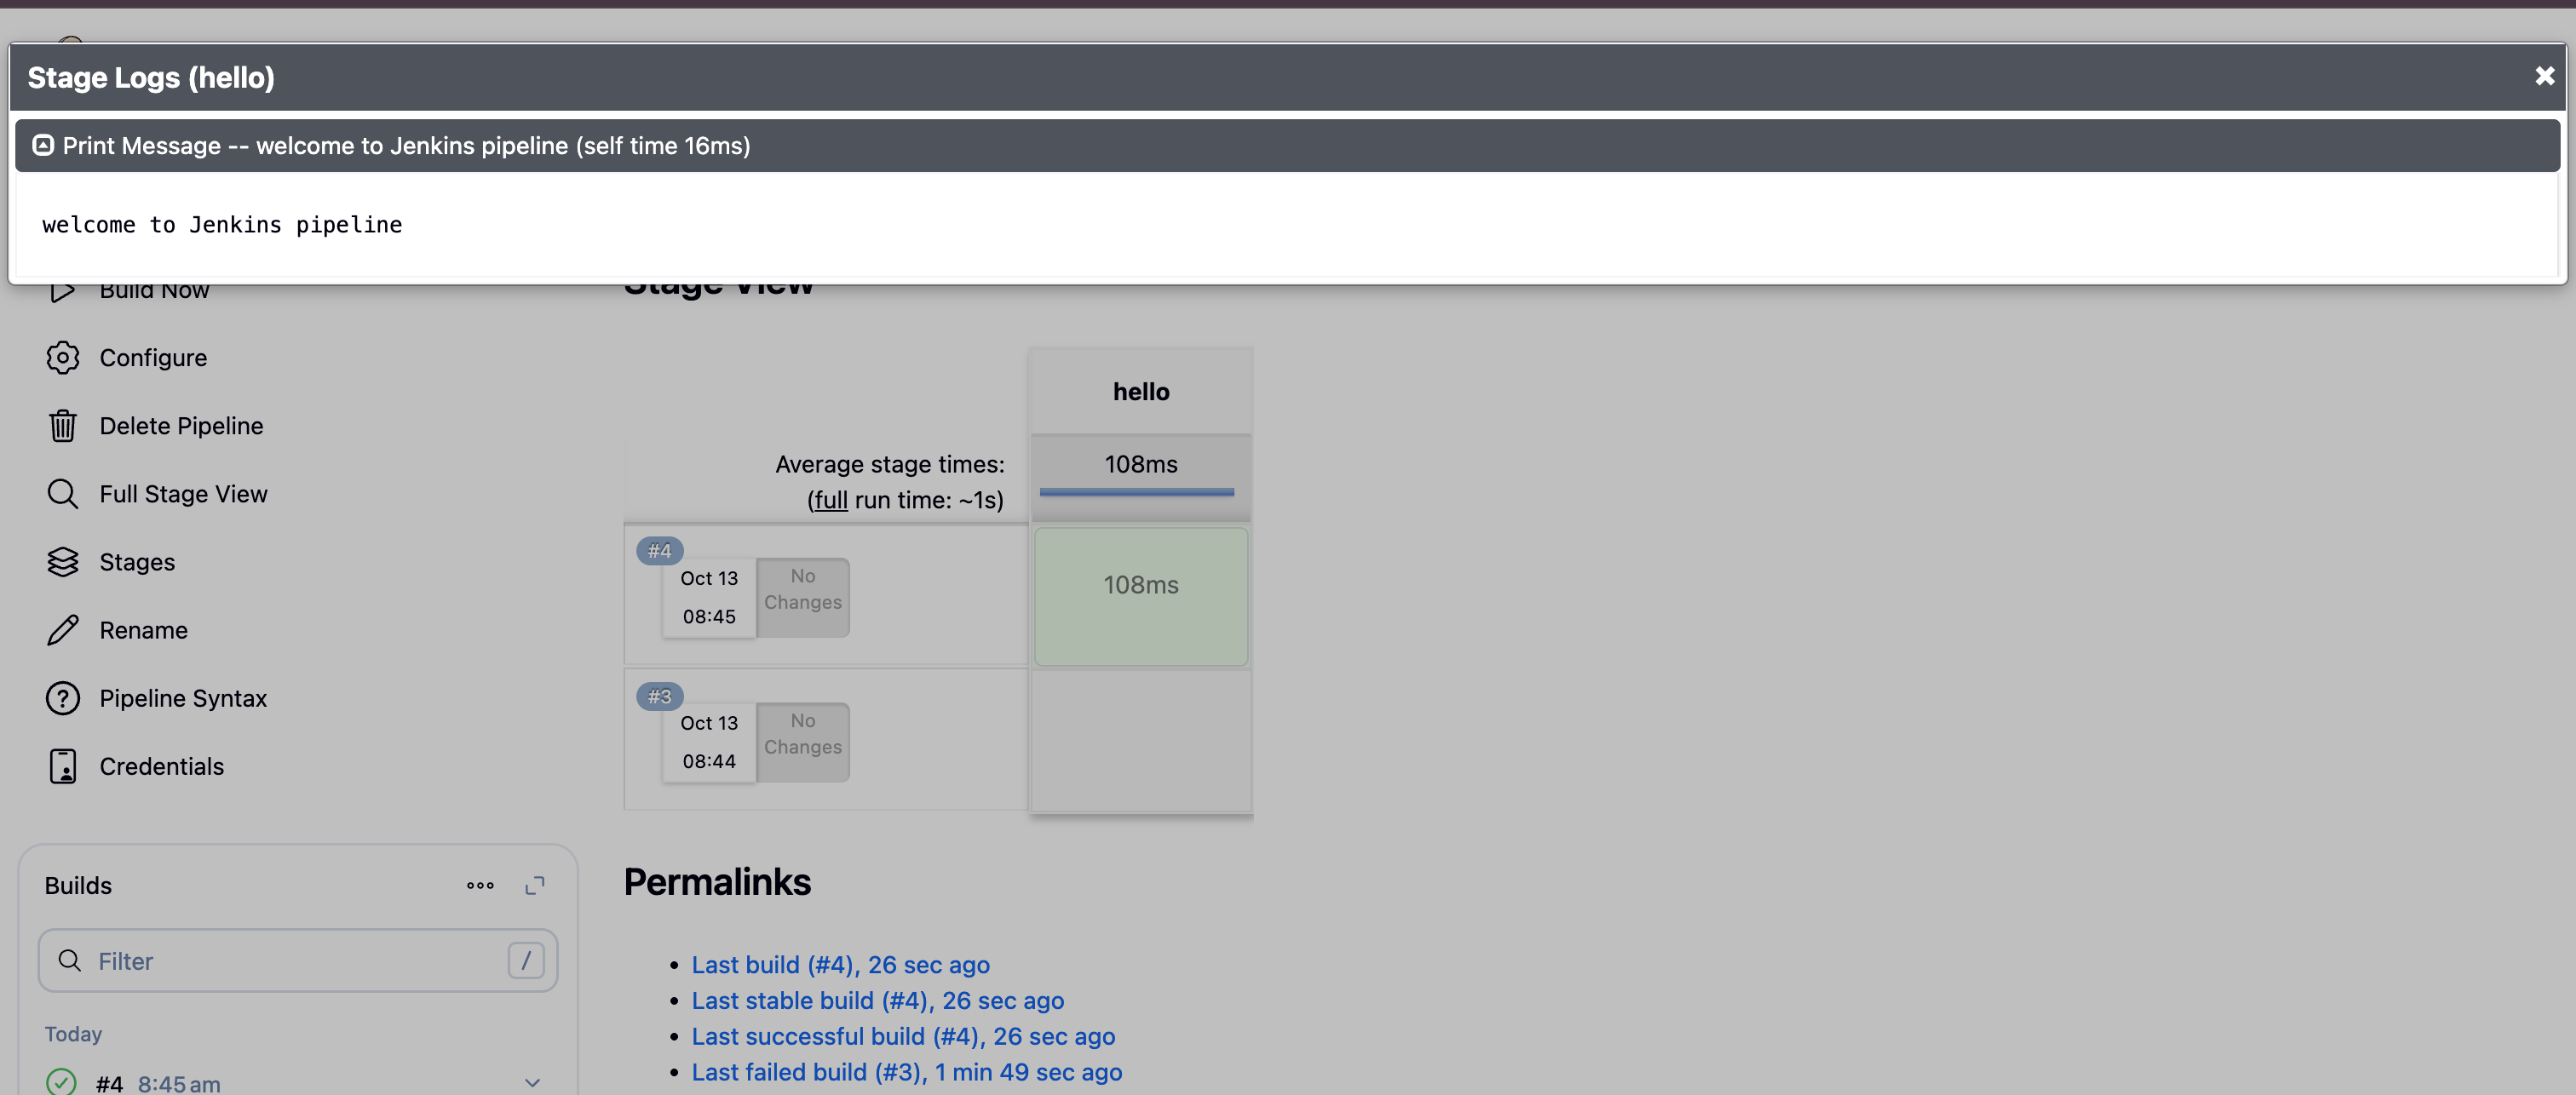 Stage Logs (hello)
Print Message -- welcome to Jenkins pipeline (self time 16ms)
welcome to Jenkins pipeline
Build Now
Configure
Delete Pipeline
Full Stage View
Stages
Rename
Pipeline Syntax
Credentials
Builds
Filter
/
Today
#4 8:45 am
Stage View
hello
Average stage times:
(full run time: ~1s)
108ms
#4
Oct 13
08:45
No
Changes
108ms
#3
Oct 13
08:44
No
Changes
Permalinks
Last build (#4), 26 sec ago
Last stable build (#4), 26 sec ago
Last successful build (#4), 26 sec ago
Last failed build (#3), 1 min 49 sec ago